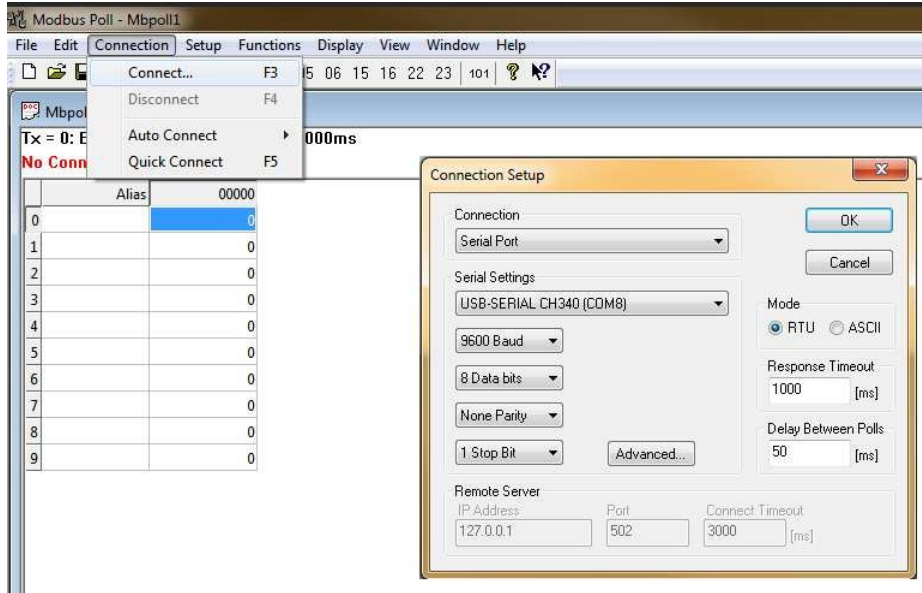 Modbus Poll - Mbpoll1
File Edit Connection Setup Functions Display View Window Help
Connect... F3
Disconnect F4
Auto Connect
Quick Connect F5
5 06 15 16 22 23 101
Mbpol
Tx = 0: E 000ms
No Conn
Alias 00000
0 0
1 0
2 0
3 0
4 0
5 0
6 0
7 0
8 0
9 0
Connection Setup
Connection
Serial Port
OK
Cancel
Serial Settings
USB-SERIAL CH340 (COM8)
9600 Baud
8 Data bits
None Parity
1 Stop Bit
Advanced...
Mode
RTU ASCII
Response Timeout
1000 [ms]
Delay Between Polls
50 [ms]
Remote Server
IP Address Port Connect Timeout
127.0.0.1 502 3000 [ms]